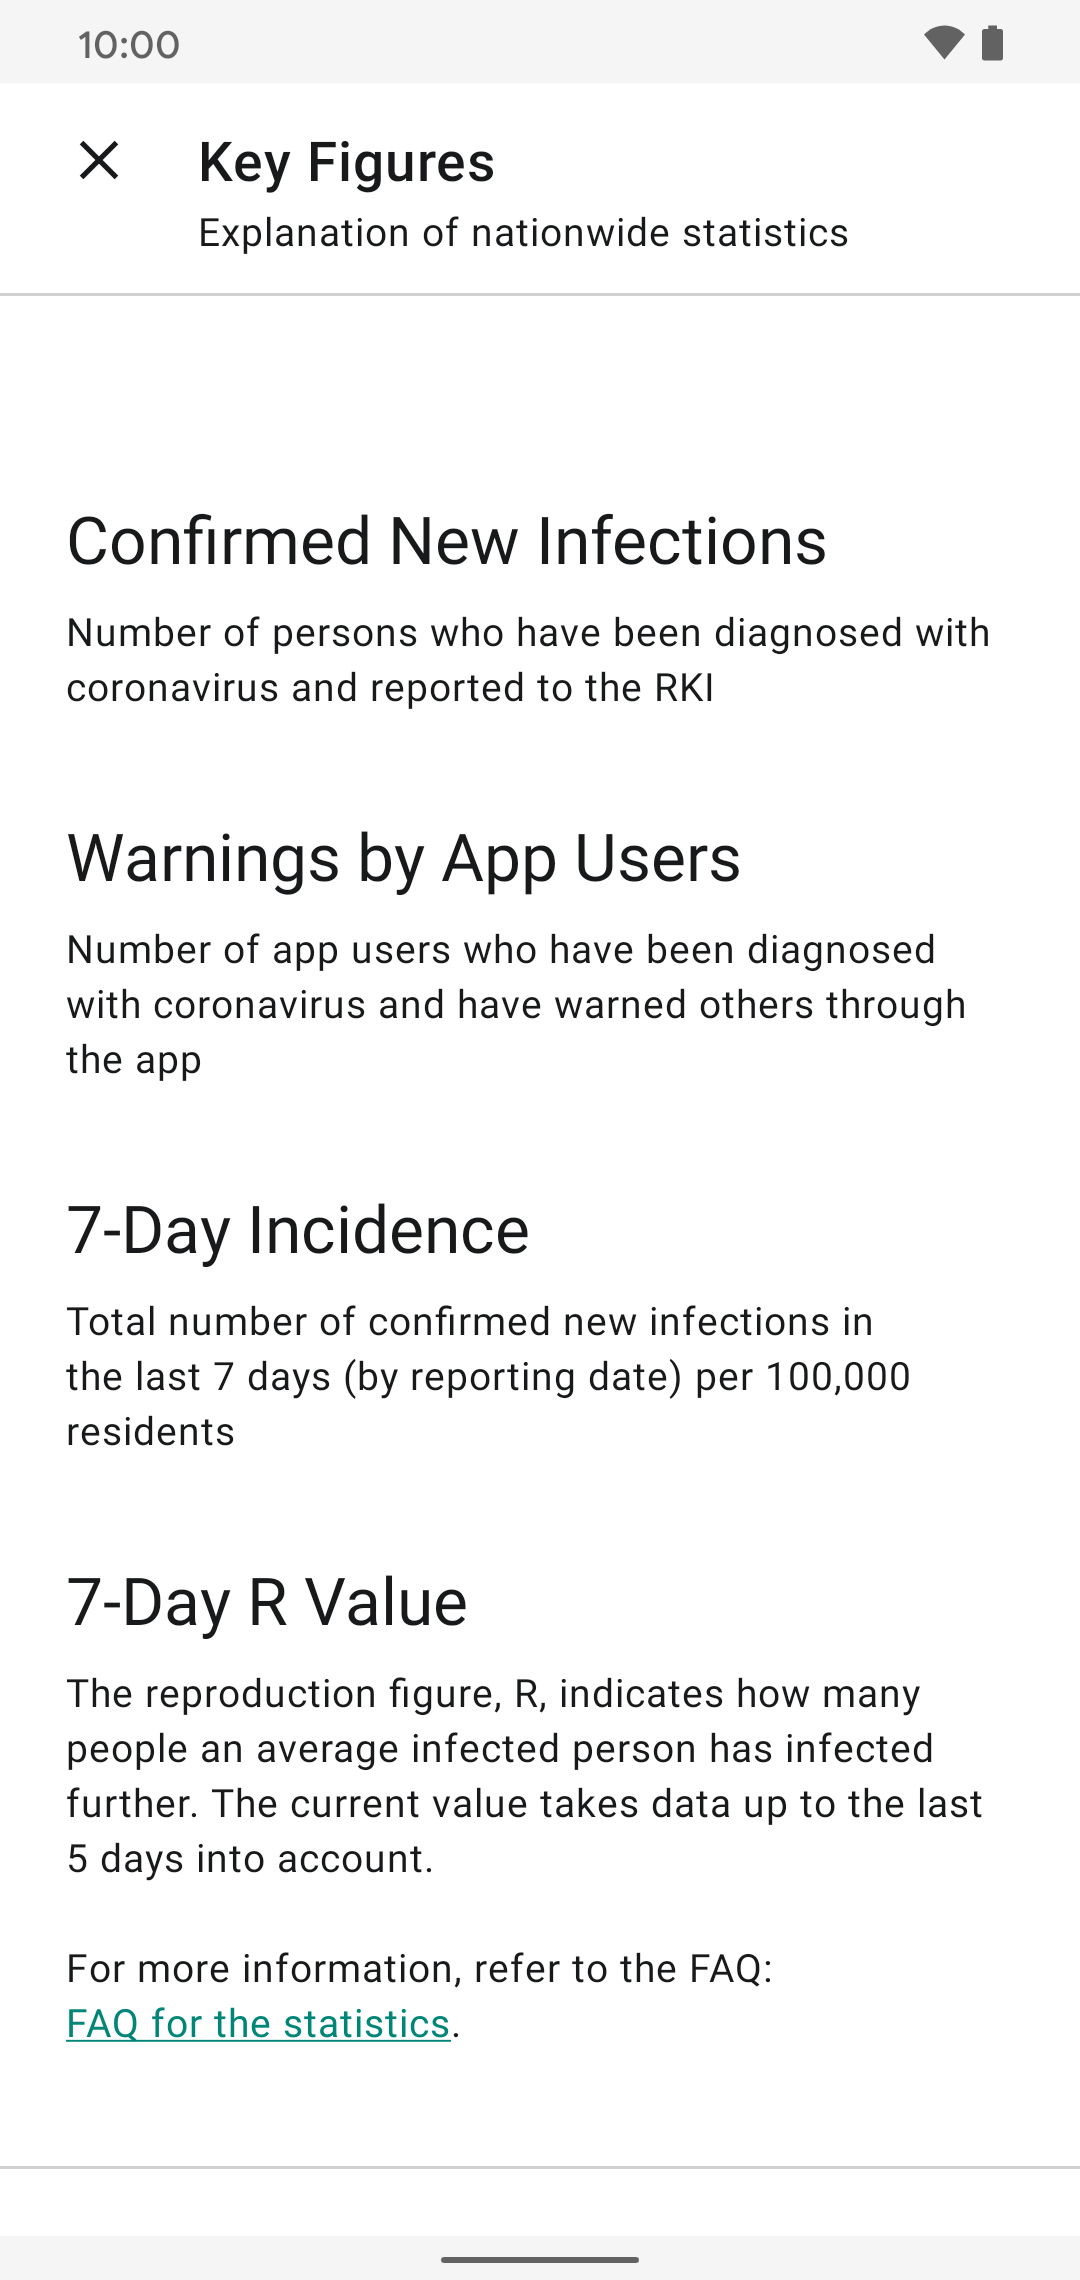 10:00
Key Figures
Explanation of nationwide statistics
Confirmed New Infections
Number of persons who have been diagnosed with
coronavirus and reported to the RKI
Warnings by App Users
Number of app users who have been diagnosed
with coronavirus and have warned others through
the app
7-Day Incidence
Total number of confirmed new infections in
the last 7 days (by reporting date) per 100,000
residents
7-Day R Value
The reproduction figure, R, indicates how many
people an average infected person has infected
further. The current value takes data up to the last
5 days into account.
For more information, refer to the FAQ:
FAQ for the statistics.